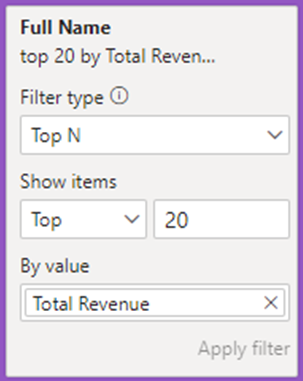 Full Name
top 20 by Total Reven...
Filter type
Top N
Show items
Top 20
By value
Total Revenue
Apply filter